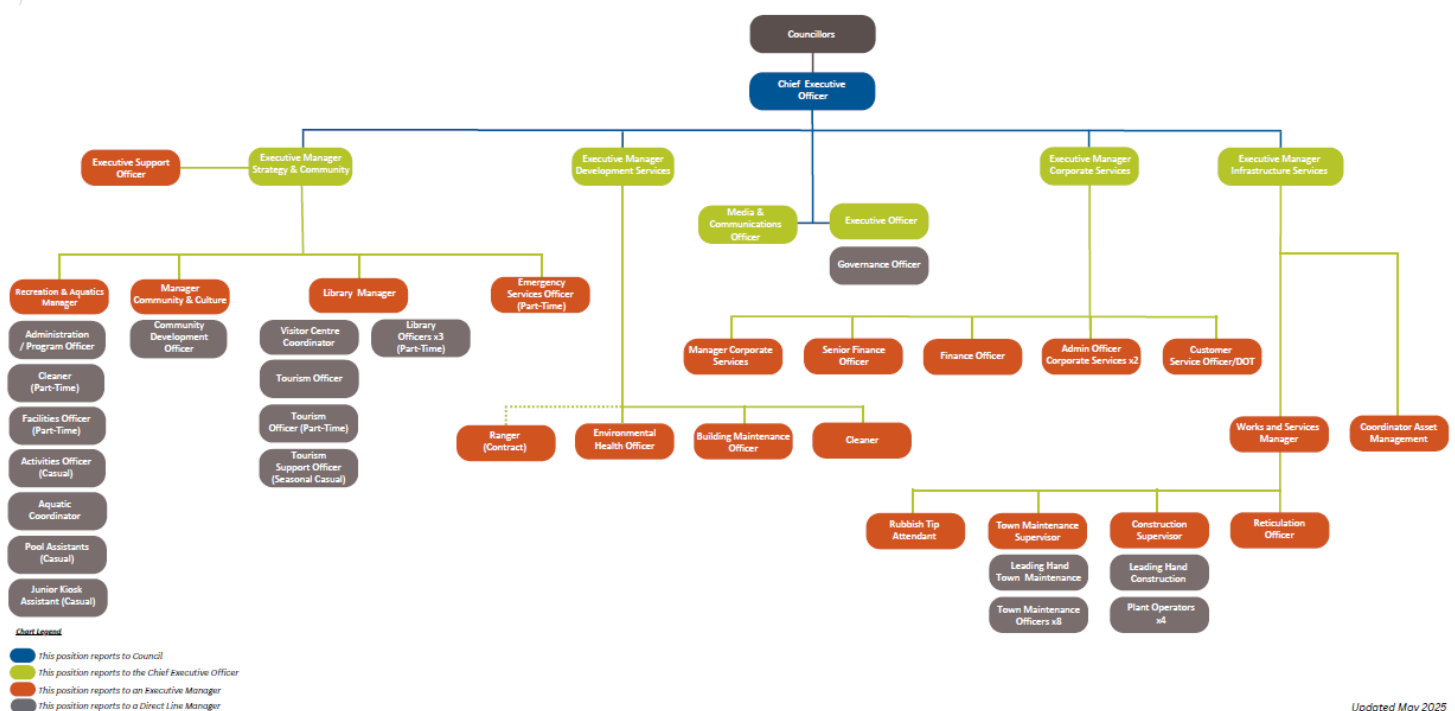 Councillors
Chief Executive
Officer
Executive Support
Officer
Executive Manager
Strategy & Community
Executive Manager
Development Services
Executive Manager
Corporate Services
Executive Manager
Infrastructure Services
Media &
Communications
Officer
Executive Officer
Governance Officer
Recreation & Aquatics
Manager
Manager
Community & Culture
Library Manager
Emergency
Services Officer
(Part-Time)
Administration
/ Program Officer
Cleaner
(Part-Time)
Facilities Officer
(Part-Time)
Activities Officer
(Casual)
Aquatic
Coordinator
Pool Assistants
(Casual)
Junior Kiosk
Assistant (Casual)
Community
Development
Officer
Visitor Centre
Coordinator
Tourism Officer
Tourism
Officer (Part-Time)
Tourism
Support Officer
(Seasonal Casual)
Library
Officers x3
(Part-Time)
Manager Corporate
Services
Senior Finance
Officer
Finance Officer
Admin Officer
Corporate Services x2
Customer
Service Officer/DOT
Ranger
(Contract)
Environmental
Health Officer
Building Maintenance
Officer
Cleaner
Works and Services
Manager
Coordinator Asset
Management
Rubbish Tip
Attendant
Town Maintenance
Supervisor
Construction
Supervisor
Reticulation
Officer
Leading Hand
Town Maintenance
Town Maintenance
Officers x8
Leading Hand
Construction
Plant Operators
x4
Chart Legend
This position reports to Council
This position reports to the Chief Executive Officer
This position reports to an Executive Manager
This position reports to a Direct Line Manager
Updated May 2025